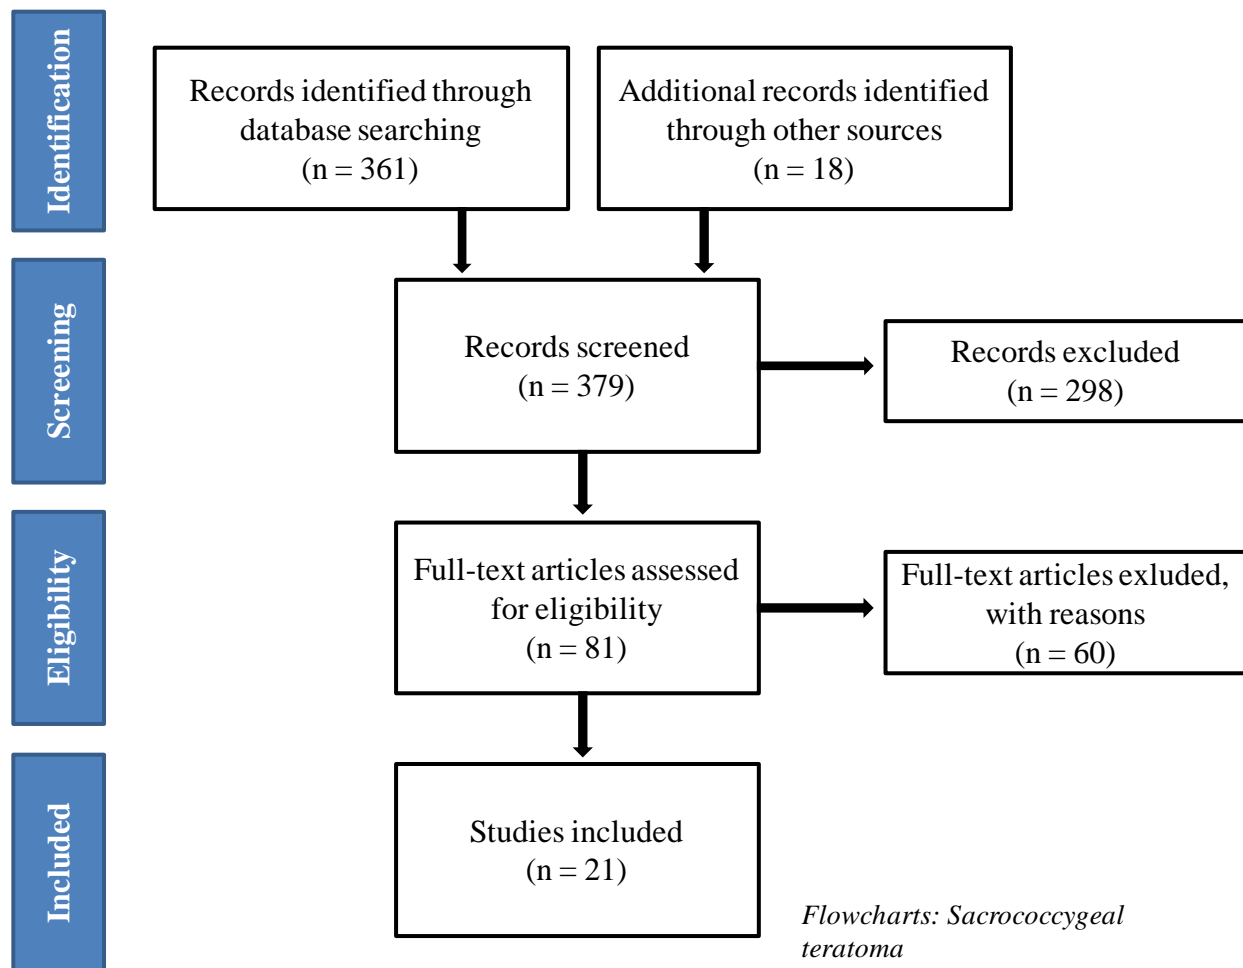 Identification
Records identified through
database searching
(n = 361)
Additional records identified
through other sources
(n = 18)
Screening
Records screened
(n = 379)
Records excluded
(n = 298)
Eligibility
Full-text articles assessed
for eligibility
(n = 81)
Full-text articles exluded,
with reasons
(n = 60)
Included
Studies included
(n = 21)
Flowcharts: Sacrococcygeal
teratoma